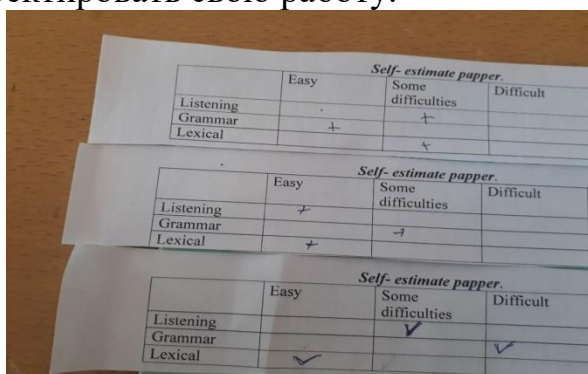 ектировать свою работу.
Self- estimate papper.
Easy Some Difficult
difficulties
Listening +
Grammar +
Lexical +
Self- estimate papper.
Easy Some Difficult
difficulties
Listening +
Grammar +
Lexical +
Self- estimate papper.
Easy Some Difficult
difficulties
Listening ✓
Grammar ✓
Lexical ✓